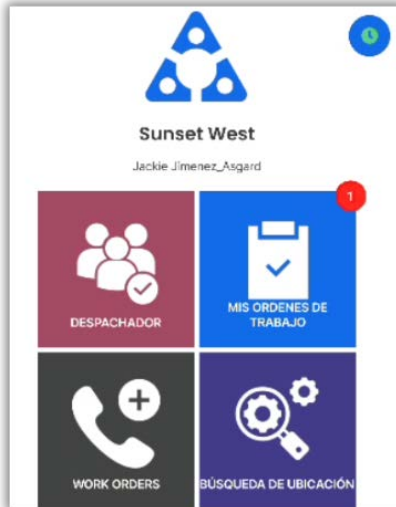 Sunset West
Jackie Jimenez_Asgard
1
DESPACHADOR
MIS ORDENES DE
TRABAJO
WORK ORDERS
BÚSQUEDA DE UBICACIÓN